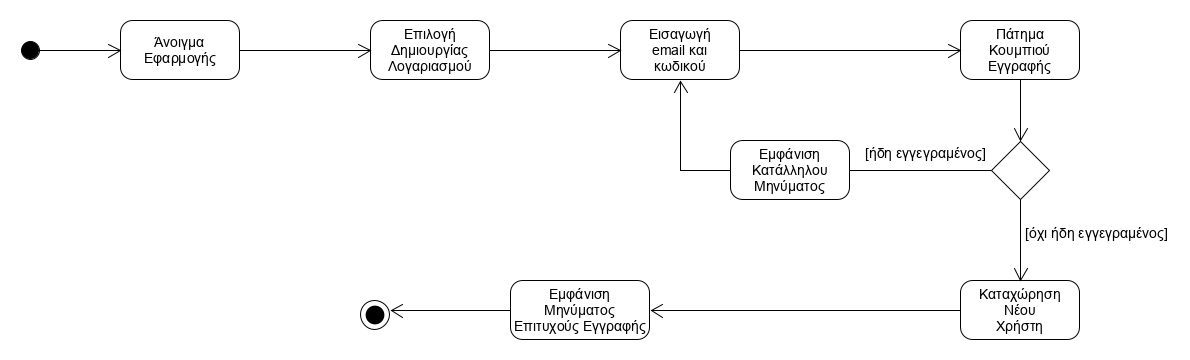 Άνοιγμα
Εφαρμογής
Επιλογή
Δημιουργίας
Λογαριασμού
Εισαγωγή
email και
κωδικού
Πάτημα
Κουμπιού
Εγγραφής
Εμφάνιση
Κατάλληλου
Μηνύματος
[ήδη εγγεγραμένος]
[όχι ήδη εγγεγραμένος]
Εμφάνιση
Μηνύματος
Επιτυχούς Εγγραφής
Καταχώρηση
Νέου
Χρήστη